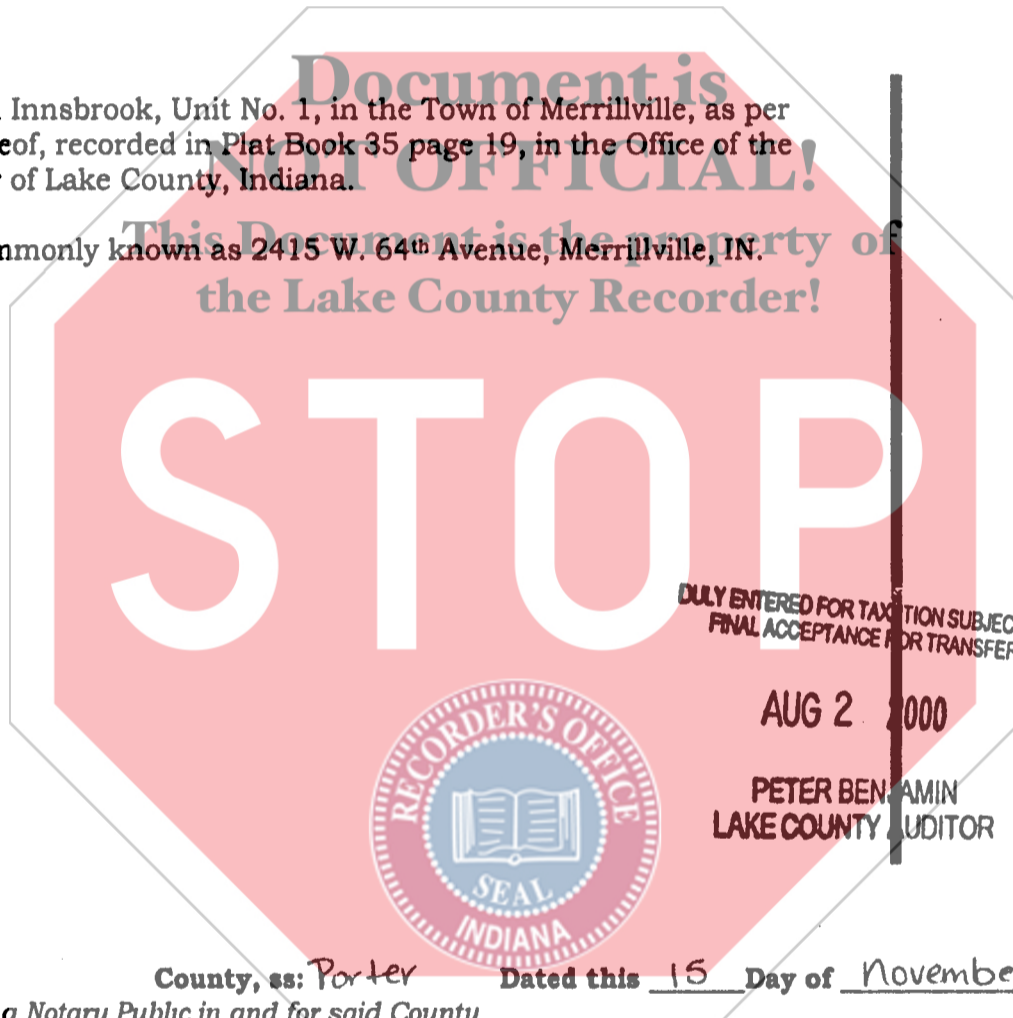 Document is
Innsbrook, Unit No. 1, in the Town of Merrillville, as per
eof, recorded in Plat Book 35 page 19, in the Office of the
NOT OFFICIAL!
of Lake County, Indiana.
This Document is the property of
mmonly known as 2415 W. 64th Avenue, Merrillville, IN.
the Lake County Recorder!
STOP
DULY ENTERED FOR TAXATION SUBJEC
FINAL ACCEPTANCE FOR TRANSFER
AUG 2 2000
PETER BENJAMIN
LAKE COUNTY AUDITOR
RECORDER'S OFFICE
SEAL
INDIANA
County, ss: Porter Dated this 15 Day of Novembe
a Notary Public in and for said County